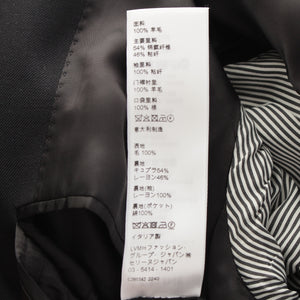 面料
100% 羊毛
主要里料
54% 铜氨纤维
46% 粘纤
袖里料
100% 粘纤
100% 羊毛
口袋里料
100% 棉
意大利制造
表地
毛 100%
裏地
キュプラ54%
レーヨン46%
裏地(袖)
レーヨン100%
裏地(ポケット)
綿100%
イタリア製
LVMHファッション・
グループ・ジャパン㈱
セリーヌジャパン
03 - 5414 - 1401